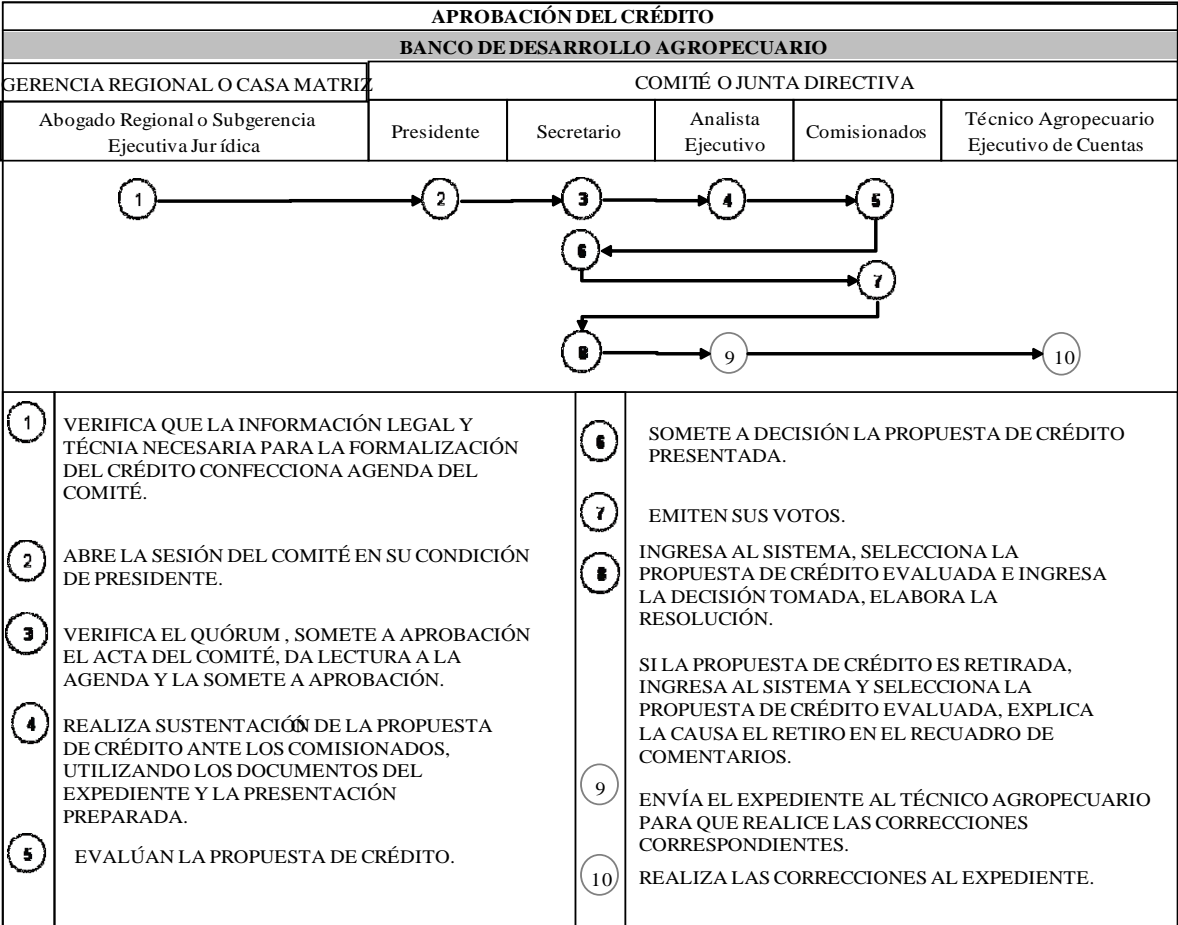 APROBACIÓN DEL CRÉDITO
BANCO DE DESARROLLO AGROPECUARIO
GERENCIA REGIONAL O CASA MATRIZ
COMITÉ O JUNTA DIRECTIVA
Abogado Regional o Subgerencia
Ejecutiva Jurídica
Presidente
Secretario
Analista
Ejecutivo
Comisionados
Técnico Agropecuario
Ejecutivo de Cuentas
1
2
3
4
5
6
7
8
9
10
1
VERIFICA QUE LA INFORMACIÓN LEGAL Y
TÉCNIA NECESARIA PARA LA FORMALIZACIÓN
DEL CRÉDITO CONFECCIONA AGENDA DEL
COMITÉ.
2
ABRE LA SESIÓN DEL COMITÉ EN SU CONDICIÓN
DE PRESIDENTE.
3
VERIFICA EL QUÓRUM , SOMETE A APROBACIÓN
EL ACTA DEL COMITÉ, DA LECTURA A LA
AGENDA Y LA SOMETE A APROBACIÓN.
4
REALIZA SUSTENTACIÓN DE LA PROPUESTA
DE CRÉDITO ANTE LOS COMISIONADOS,
UTILIZANDO LOS DOCUMENTOS DEL
EXPEDIENTE Y LA PRESENTACIÓN
PREPARADA.
5
EVALÚAN LA PROPUESTA DE CRÉDITO.
6
SOMETE A DECISIÓN LA PROPUESTA DE CRÉDITO
PRESENTADA.
7
EMITEN SUS VOTOS.
8
INGRESA AL SISTEMA, SELECCIONA LA
PROPUESTA DE CRÉDITO EVALUADA E INGRESA
LA DECISIÓN TOMADA, ELABORA LA
RESOLUCIÓN.
SI LA PROPUESTA DE CRÉDITO ES RETIRADA,
INGRESA AL SISTEMA Y SELECCIONA LA
PROPUESTA DE CRÉDITO EVALUADA, EXPLICA
LA CAUSA EL RETIRO EN EL RECUADRO DE
COMENTARIOS.
9
ENVÍA EL EXPEDIENTE AL TÉCNICO AGROPECUARIO
PARA QUE REALICE LAS CORRECCIONES
CORRESPONDIENTES.
10
REALIZA LAS CORRECCIONES AL EXPEDIENTE.